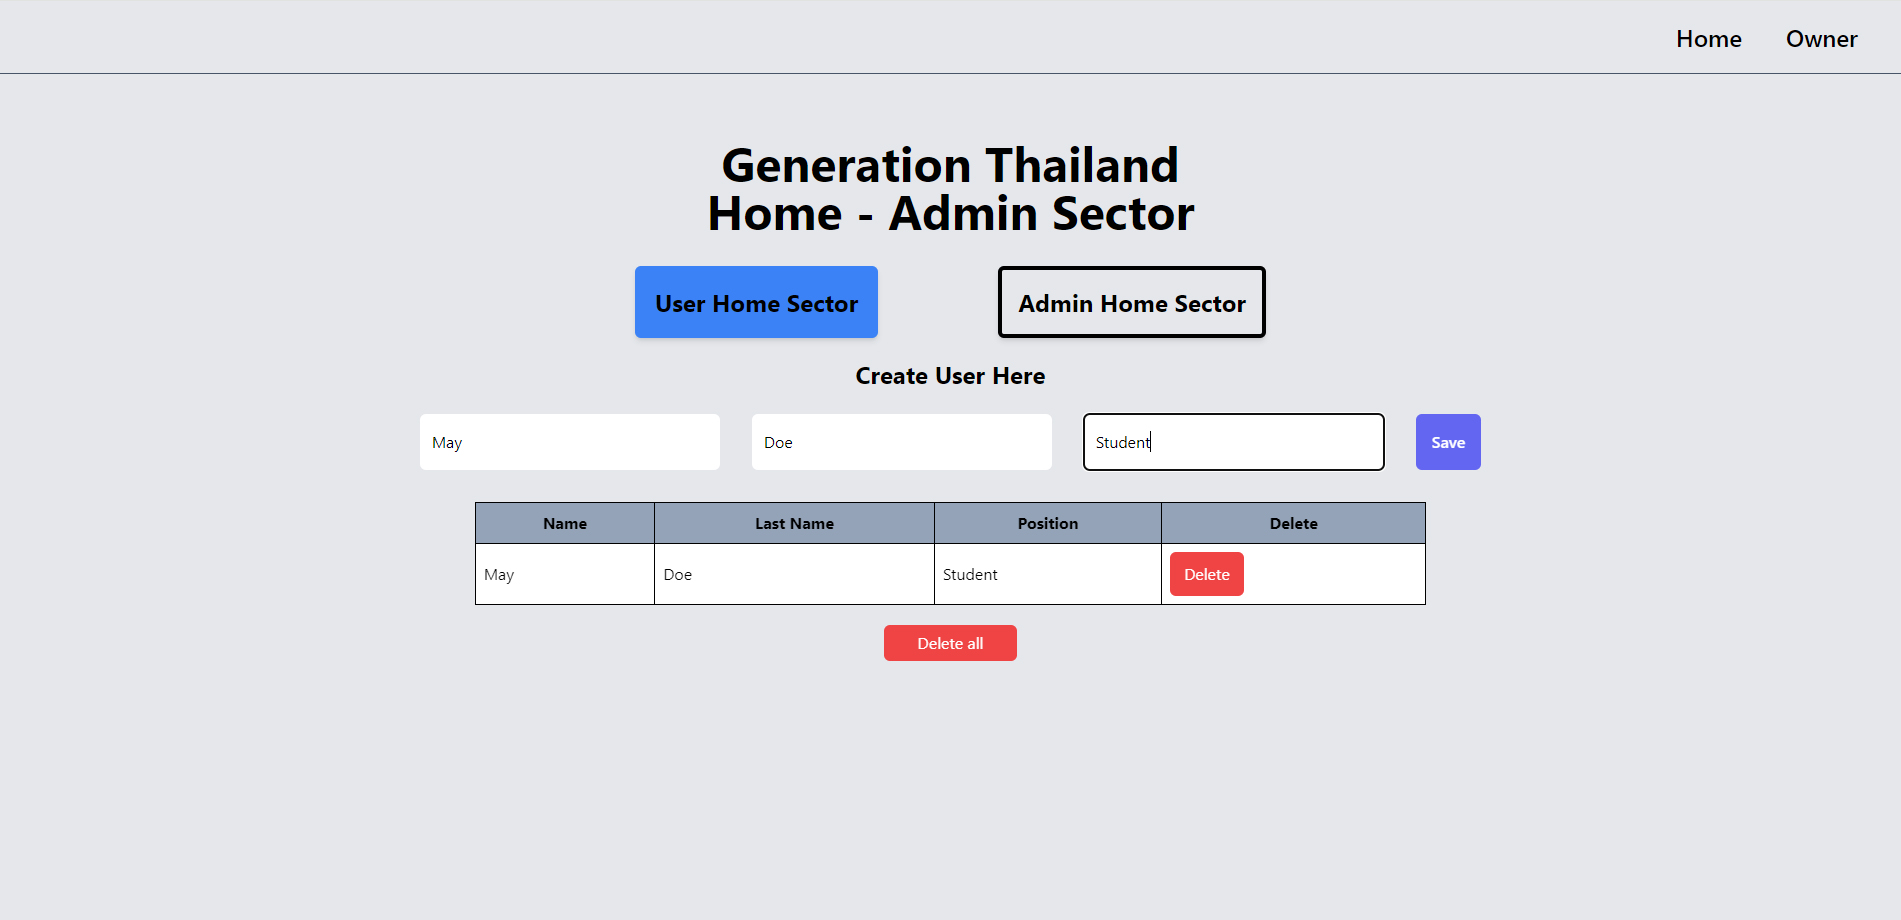 Home Owner
Generation Thailand
Home - Admin Sector
User Home Sector Admin Home Sector
Create User Here
May Doe Student Save
Name Last Name Position Delete
May Doe Student Delete
Delete all